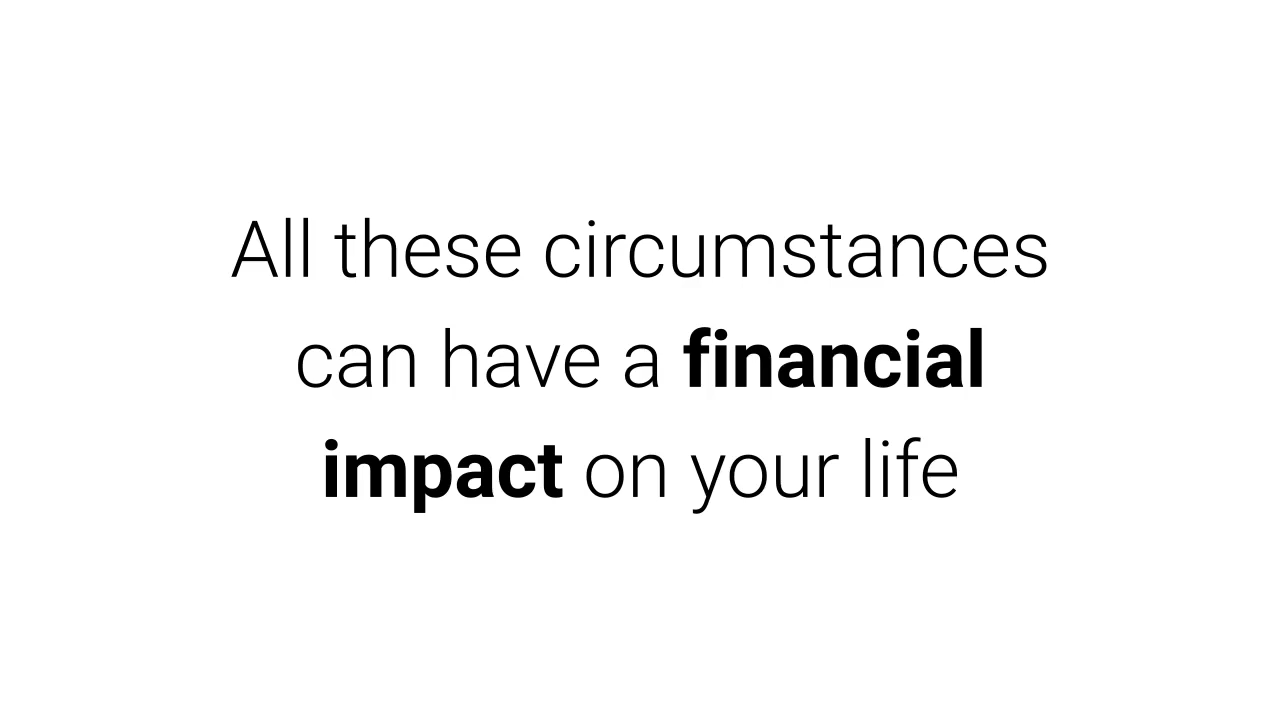 All these circumstances
can have a financial
impact on your life